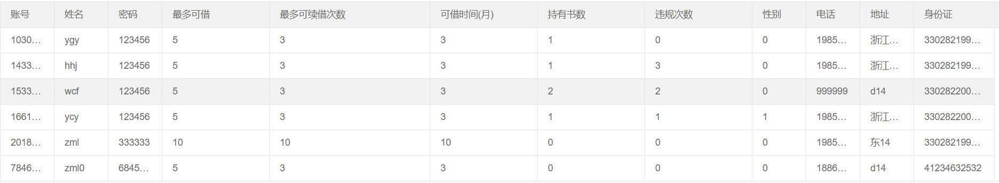 账号 姓名 密码 最多可借 最多可续借次数 可借时间(月) 持有书数 违规次数 性别 电话 地址 身份证
1030... ygy 123456 5 3 3 1 0 0 1985... 浙江... 330282199...
1433... hhj 123456 5 3 3 1 3 0 1985... 浙江... 330282199...
1533... wcf 123456 5 3 3 2 2 0 999999 d14 330282200...
1661... ycy 123456 5 3 3 1 1 1 1985... 浙江... 330282200...
2018... zml 333333 10 10 10 0 0 0 1985... 东14 330282199...
7846... zml0 6845... 5 3 3 0 0 0 1886... d14 41234632532